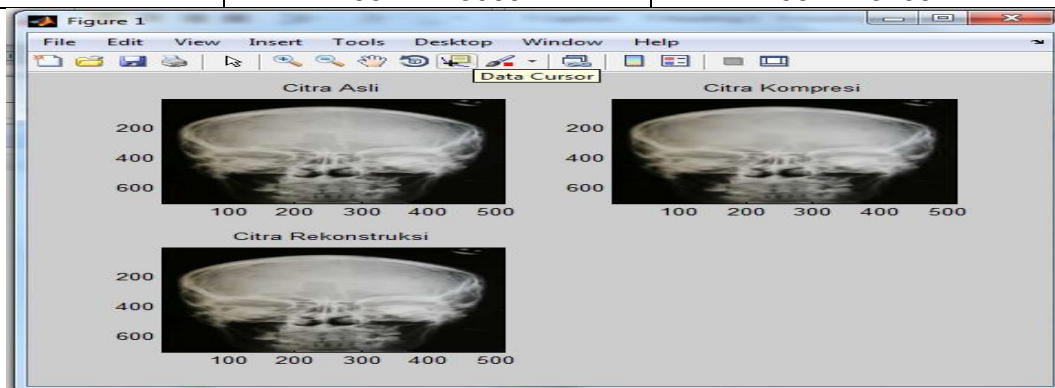 Figure 1
File Edit View Insert Tools Desktop Window Help
Data Cursor
Citra Asli
Citra Kompresi
200
400
600
100 200 300 400 500
200
400
600
100 200 300 400 500
Citra Rekonstruksi
200
400
600
100 200 300 400 500